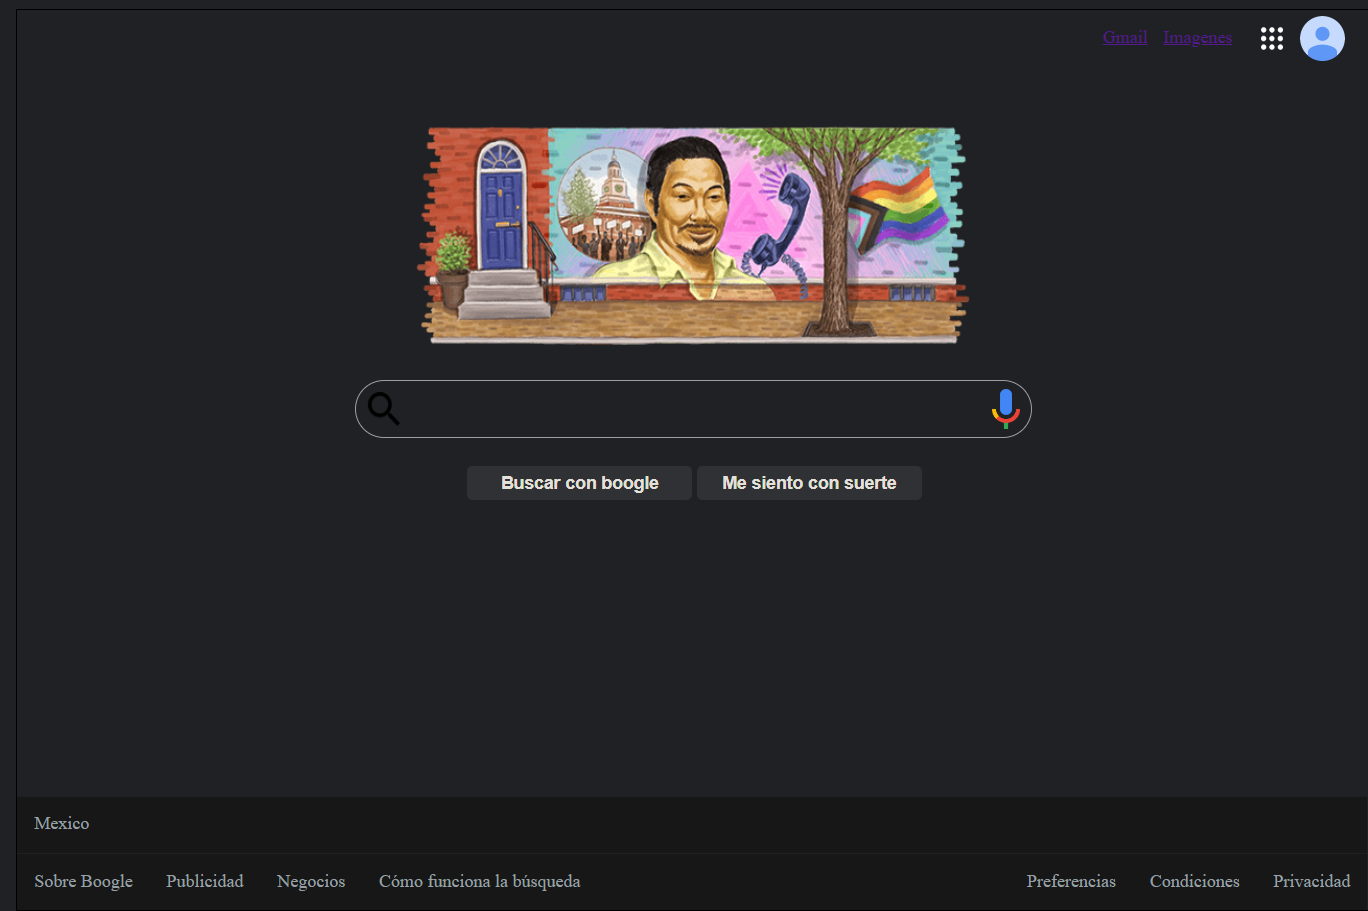 Gmail Imagenes
Buscar con boogle Me siento con suerte
Mexico
Sobre Boogle Publicidad Negocios Cómo funciona la búsqueda Preferencias Condiciones Privacidad